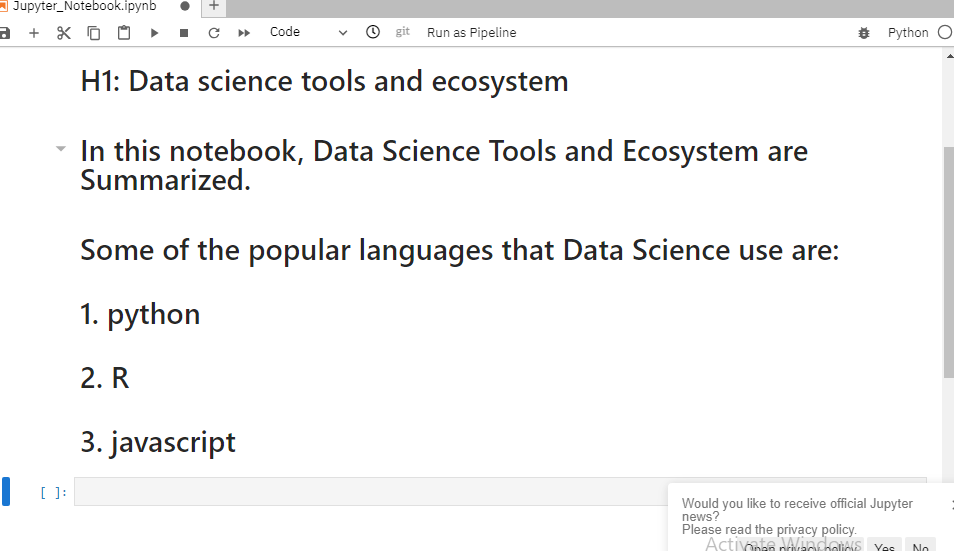 Jupyter_Notebook.ipynb
Code git Run as Pipeline Python
H1: Data science tools and ecosystem
In this notebook, Data Science Tools and Ecosystem are
Summarized.
Some of the popular languages that Data Science use are:
1. python
2. R
3. javascript
[ ]:
Would you like to receive official Jupyter
news?
Please read the privacy policy.
Activate Windows
Open privacy policy Yes No